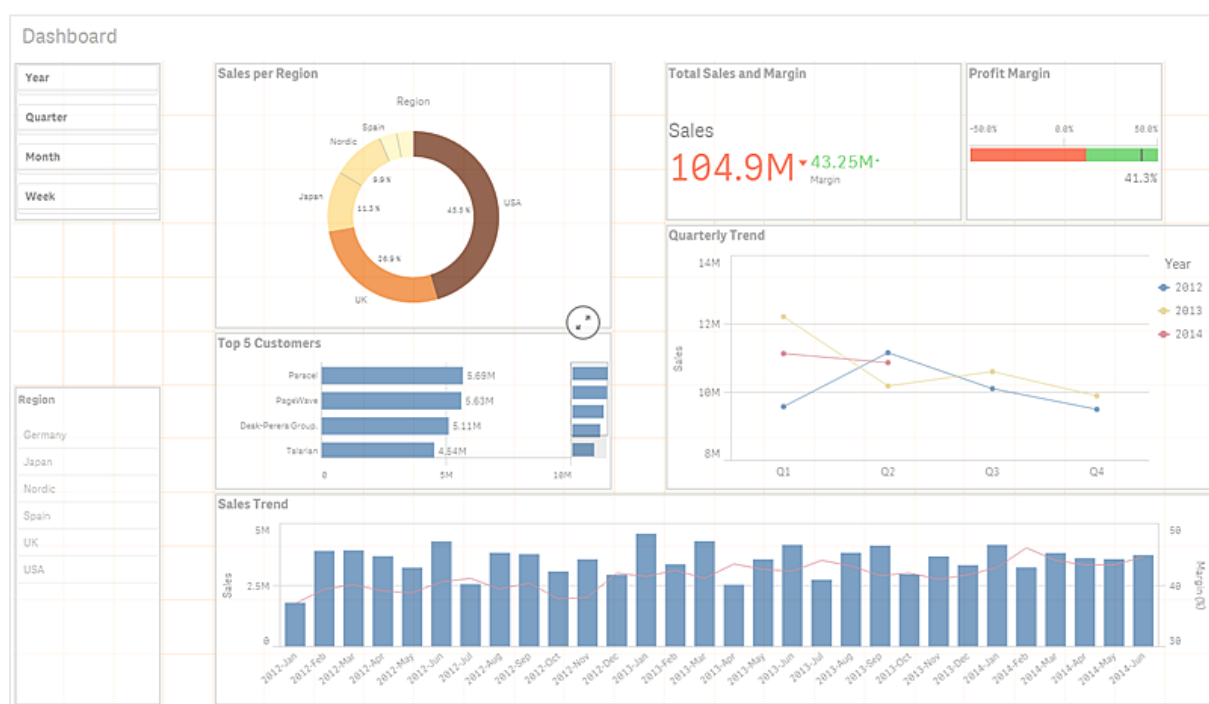 Dashboard
Year
Quarter
Month
Week
Region
Germany
Japan
Nordic
Spain
UK
USA
Sales per Region
Region
Spain
Nordic
Japan
UK
USA
9.9%
11.3%
26.9%
45.5%
Top 5 Customers
Paracel
5.69M
PageWave
5.63M
Desk-Perera Group.
5.11M
Talarian
4.54M
0
5M
10M
Total Sales and Margin
Sales
104.9M
43.25M
Margin
Profit Margin
-50.0%
0.0%
50.0%
41.3%
Quarterly Trend
14M
12M
10M
8M
Sales
Q1
Q2
Q3
Q4
Year
2012
2013
2014
Sales Trend
5M
2.5M
0
Sales
50
40
30
Margin (%)
2012-Jan
2012-Feb
2012-Mar
2012-Apr
2012-May
2012-Jun
2012-Jul
2012-Aug
2012-Sep
2012-Oct
2012-Nov
2012-Dec
2013-Jan
2013-Feb
2013-Mar
2013-Apr
2013-May
2013-Jun
2013-Jul
2013-Aug
2013-Sep
2013-Oct
2013-Nov
2013-Dec
2014-Jan
2014-Feb
2014-Mar
2014-Apr
2014-May
2014-Jun